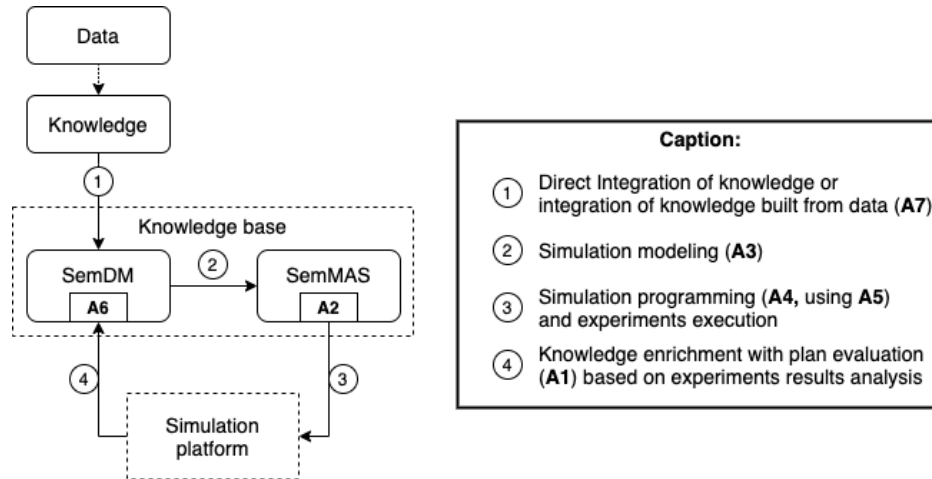 Data
Knowledge
1
Knowledge base
SemDM
A6
2
SemMAS
A2
4
3
Simulation
platform
Caption:
1
Direct Integration of knowledge or
integration of knowledge built from data (A7)
2
Simulation modeling (A3)
3
Simulation programming (A4, using A5)
and experiments execution
4
Knowledge enrichment with plan evaluation
(A1) based on experiments results analysis